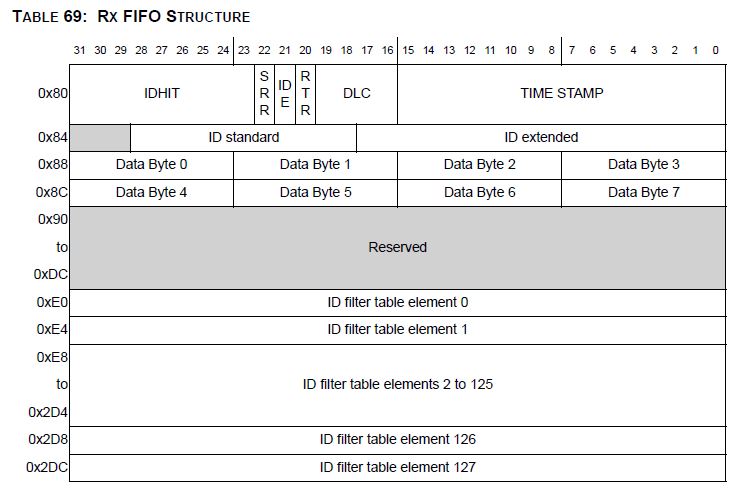 TABLE 69: RX FIFO STRUCTURE
31 30 29 28 27 26 25 24 23 22 21 20 19 18 17 16 15 14 13 12 11 10 9 8 7 6 5 4 3 2 1 0
0x80 IDHIT SRR IDE RTR DLC TIME STAMP
0x84 ID standard ID extended
0x88 Data Byte 0 Data Byte 1 Data Byte 2 Data Byte 3
0x8C Data Byte 4 Data Byte 5 Data Byte 6 Data Byte 7
0x90
to Reserved
0xDC
0xE0 ID filter table element 0
0xE4 ID filter table element 1
0xE8
to ID filter table elements 2 to 125
0x2D4
0x2D8 ID filter table element 126
0x2DC ID filter table element 127